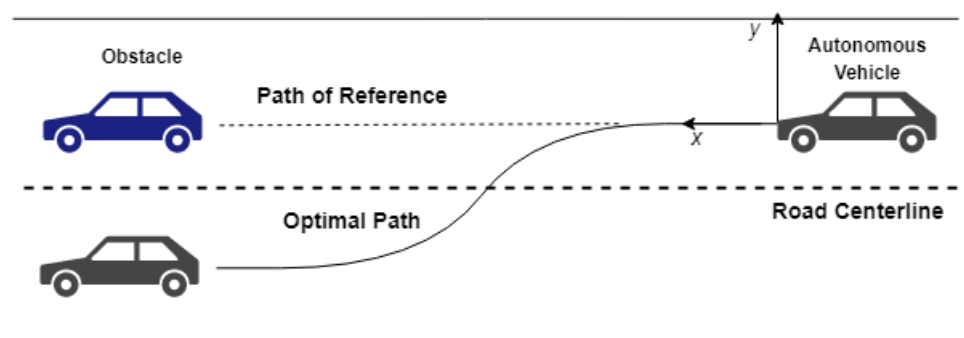 y
Autonomous
Vehicle
Obstacle
Path of Reference
x
Road Centerline
Optimal Path